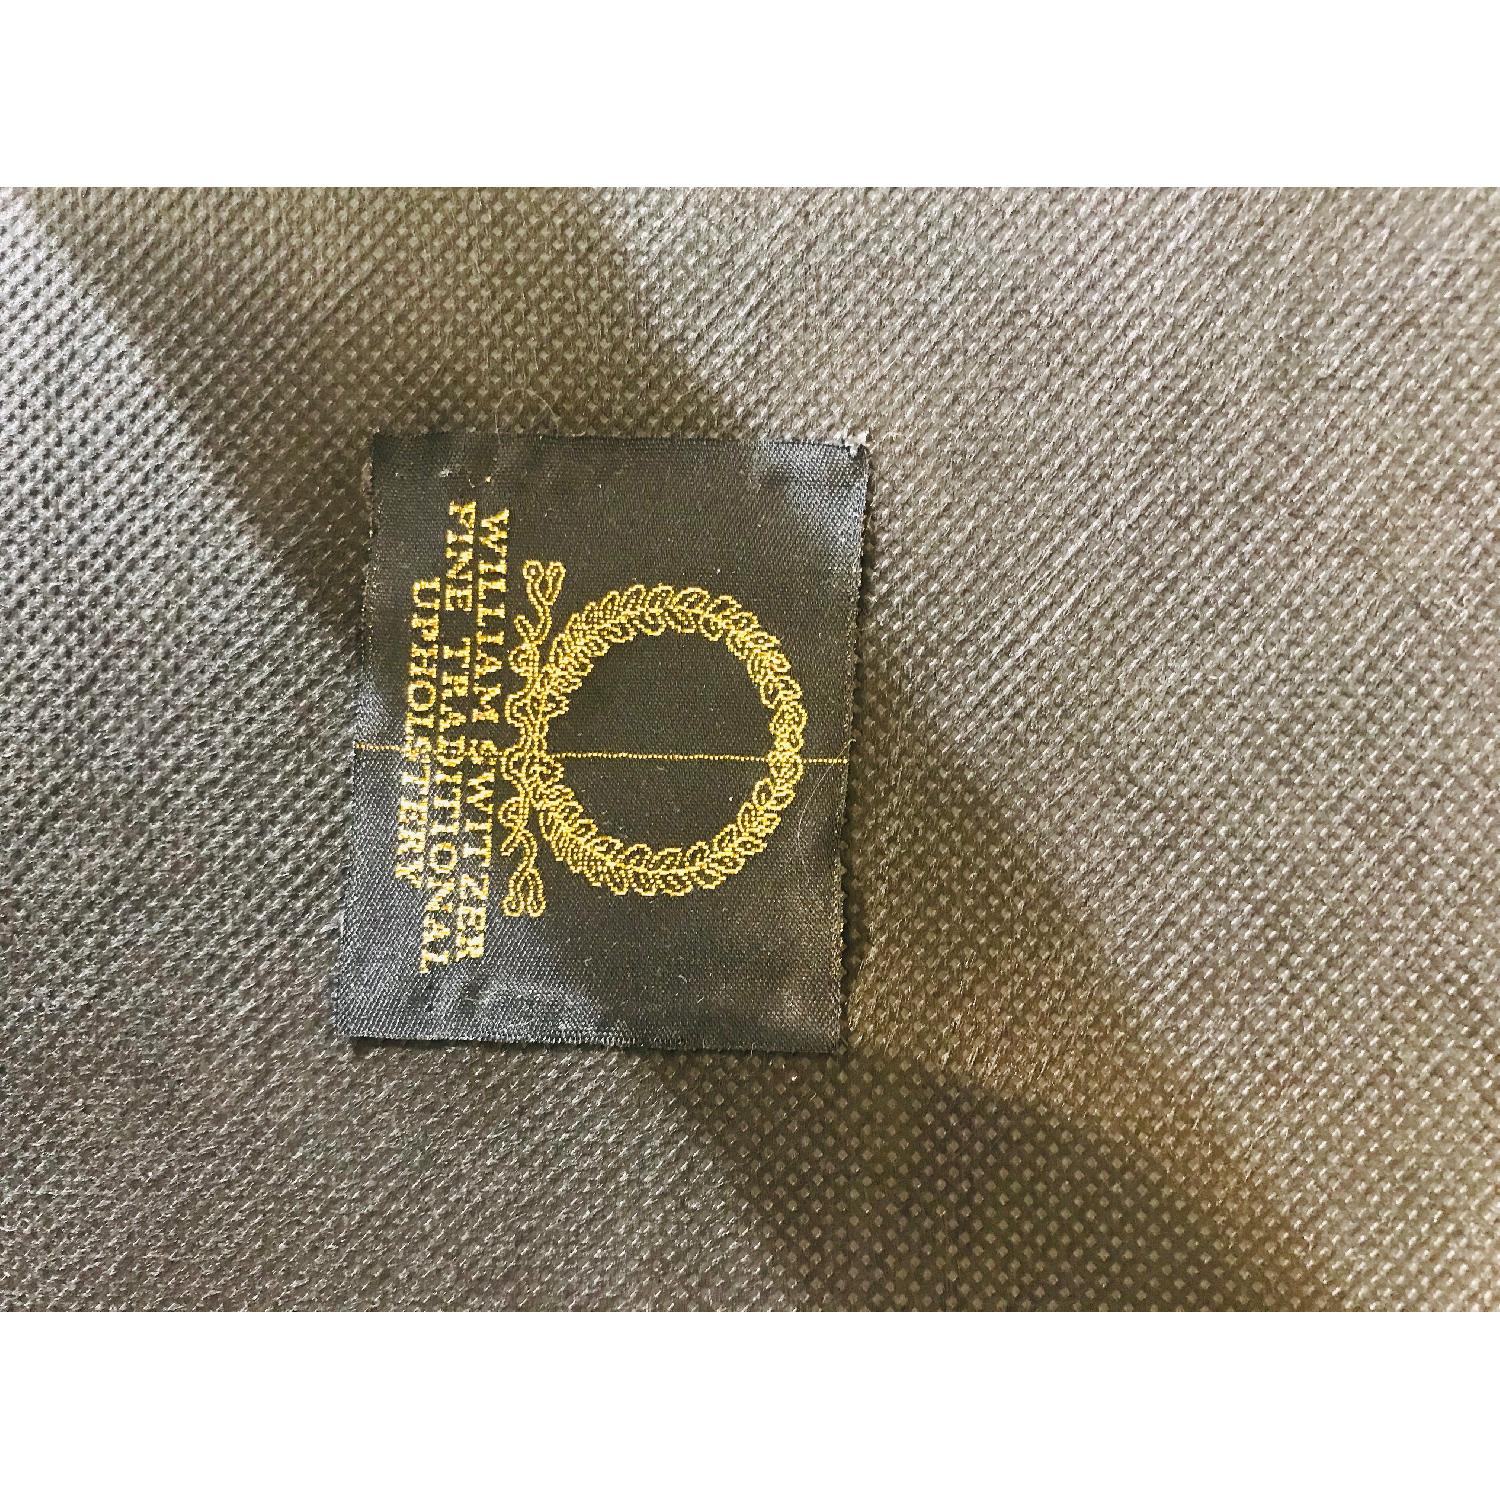 WILLIAM SWITZER
FINE TRADITIONAL
UPHOLSTERY